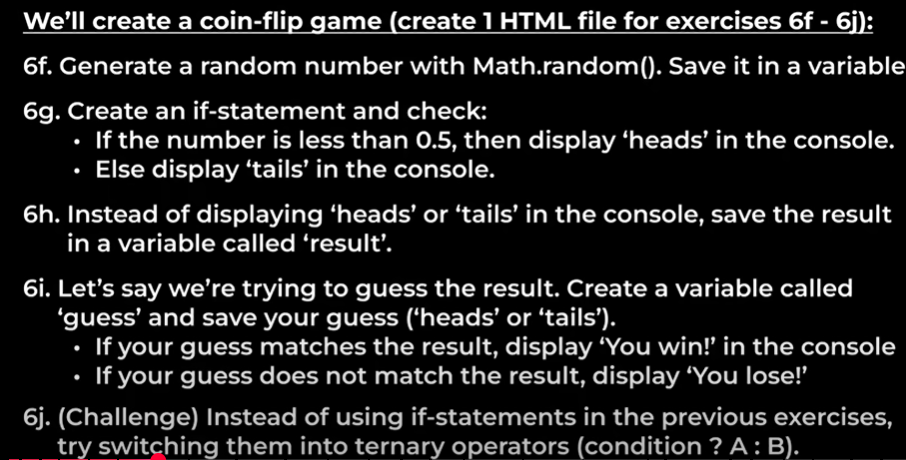 We'll create a coin-flip game (create 1 HTML file for exercises 6f - 6j):
6f. Generate a random number with Math.random(). Save it in a variable
6g. Create an if-statement and check:
• If the number is less than 0.5, then display ‘heads’ in the console.
• Else display ‘tails’ in the console.
6h. Instead of displaying ‘heads’ or ‘tails’ in the console, save the result
in a variable called ‘result’.
6i. Let’s say we’re trying to guess the result. Create a variable called
‘guess’ and save your guess (‘heads’ or ‘tails’).
• If your guess matches the result, display ‘You win!’ in the console
• If your guess does not match the result, display ‘You lose!’
6j. (Challenge) Instead of using if-statements in the previous exercises,
try switching them into ternary operators (condition ? A : B).